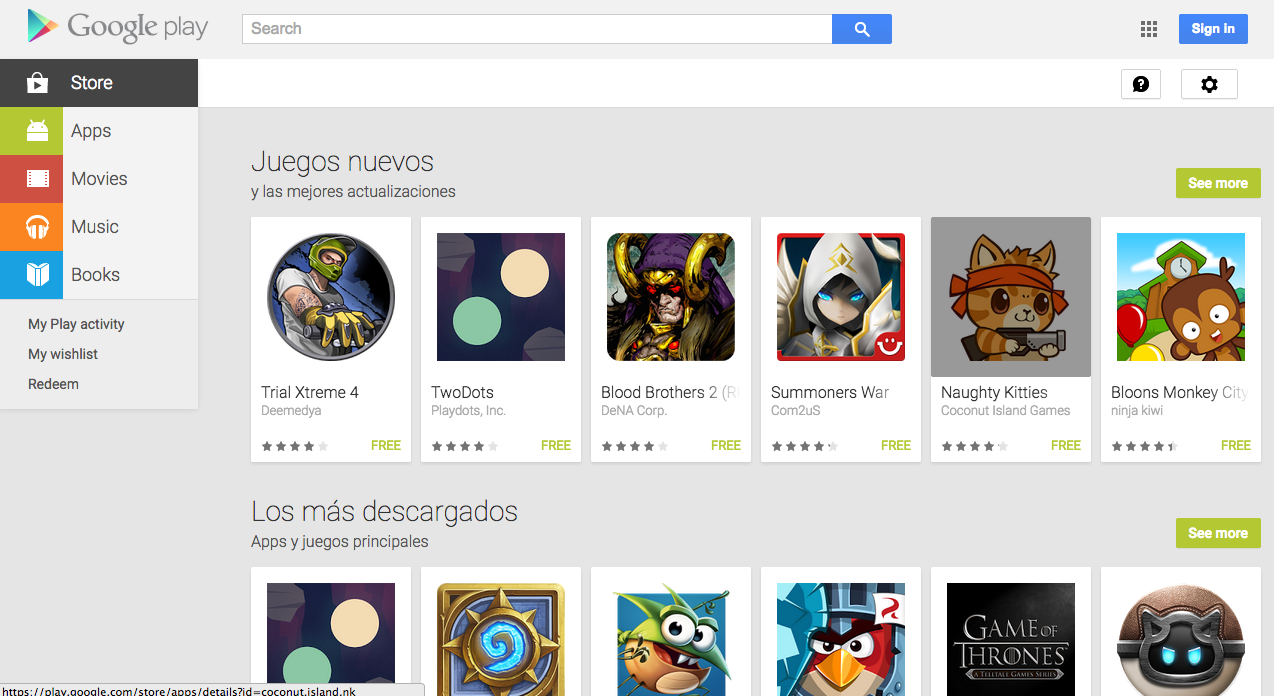 Google play
Search
Sign in
Store
Apps
Movies
Music
Books
My Play activity
My wishlist
Redeem
Juegos nuevos
y las mejores actualizaciones
See more
Trial Xtreme 4
Deemedya
FREE
TwoDots
Playdots, Inc.
FREE
Blood Brothers 2 (R
DeNA Corp.
FREE
Summoners War
Com2uS
FREE
Naughty Kitties
Coconut Island Games
FREE
Bloons Monkey City
ninja kiwi
FREE
Los más descargados
Apps y juegos principales
See more
GAME OF
THRONES
A TELLTALE GAMES SERIES
https://play.google.com/store/apps/details?id=coconut.island.nk